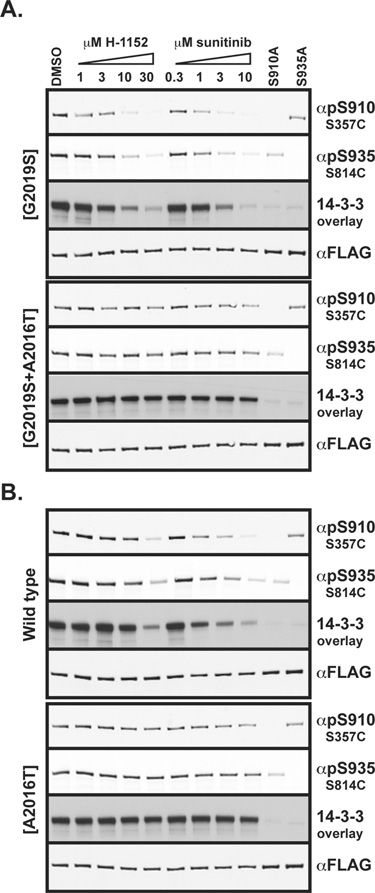 A.
μM H-1152 μM sunitinib
DMSO 1 3 10 30 0.3 1 3 10 S910A S935A
[G2019S]
αpS910
S357C
αpS935
S814C
14-3-3
overlay
αFLAG
[G2019S+A2016T]
αpS910
S357C
αpS935
S814C
14-3-3
overlay
αFLAG
B.
Wild type
αpS910
S357C
αpS935
S814C
14-3-3
overlay
αFLAG
[A2016T]
αpS910
S357C
αpS935
S814C
14-3-3
overlay
αFLAG